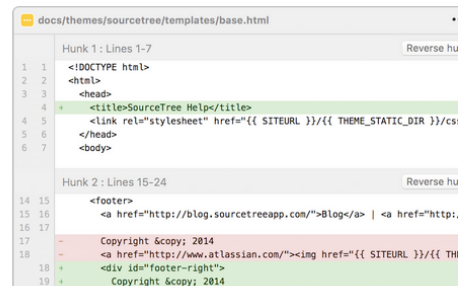 docs/themes/sourcetree/templates/base.html
Hunk 1 : Lines 1-7 Reverse hu
1 1 <!DOCTYPE html>
2 2 <html>
3 3 <head>
4 + <title>SourceTree Help</title>
4 5 <link rel="stylesheet" href="{{ SITEURL }}/{{ THEME_STATIC_DIR }}/cs
5 6 </head>
6 7 <body>
Hunk 2 : Lines 15-24 Reverse hu
14 15 <footer>
15 16 <a href="http://blog.sourcetreeapp.com/">Blog</a> | <a href="http:
16 17
17 - Copyright &copy; 2014
18 - <a href="http://www.atlassian.com/"><img href="{{ SITEURL }}/{{ TH
18 + <div id="footer-right">
19 + Copyright &copy; 2014